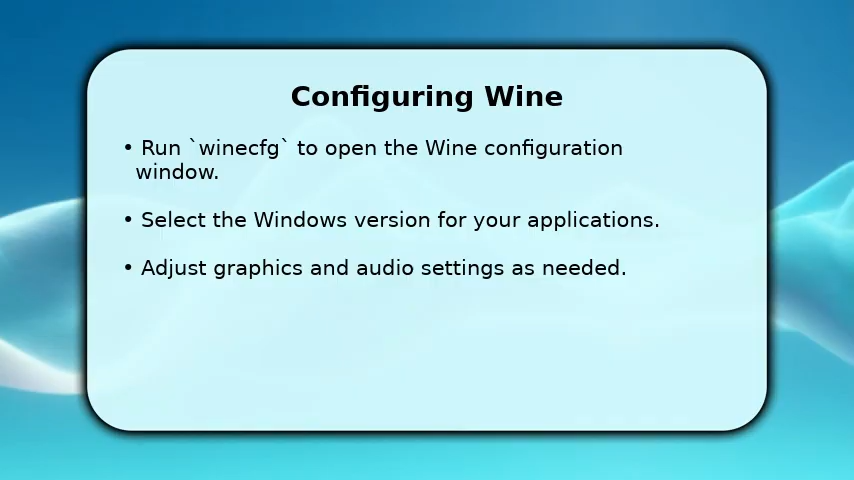 Configuring Wine
• Run `winecfg` to open the Wine configuration
window.
• Select the Windows version for your applications.
• Adjust graphics and audio settings as needed.